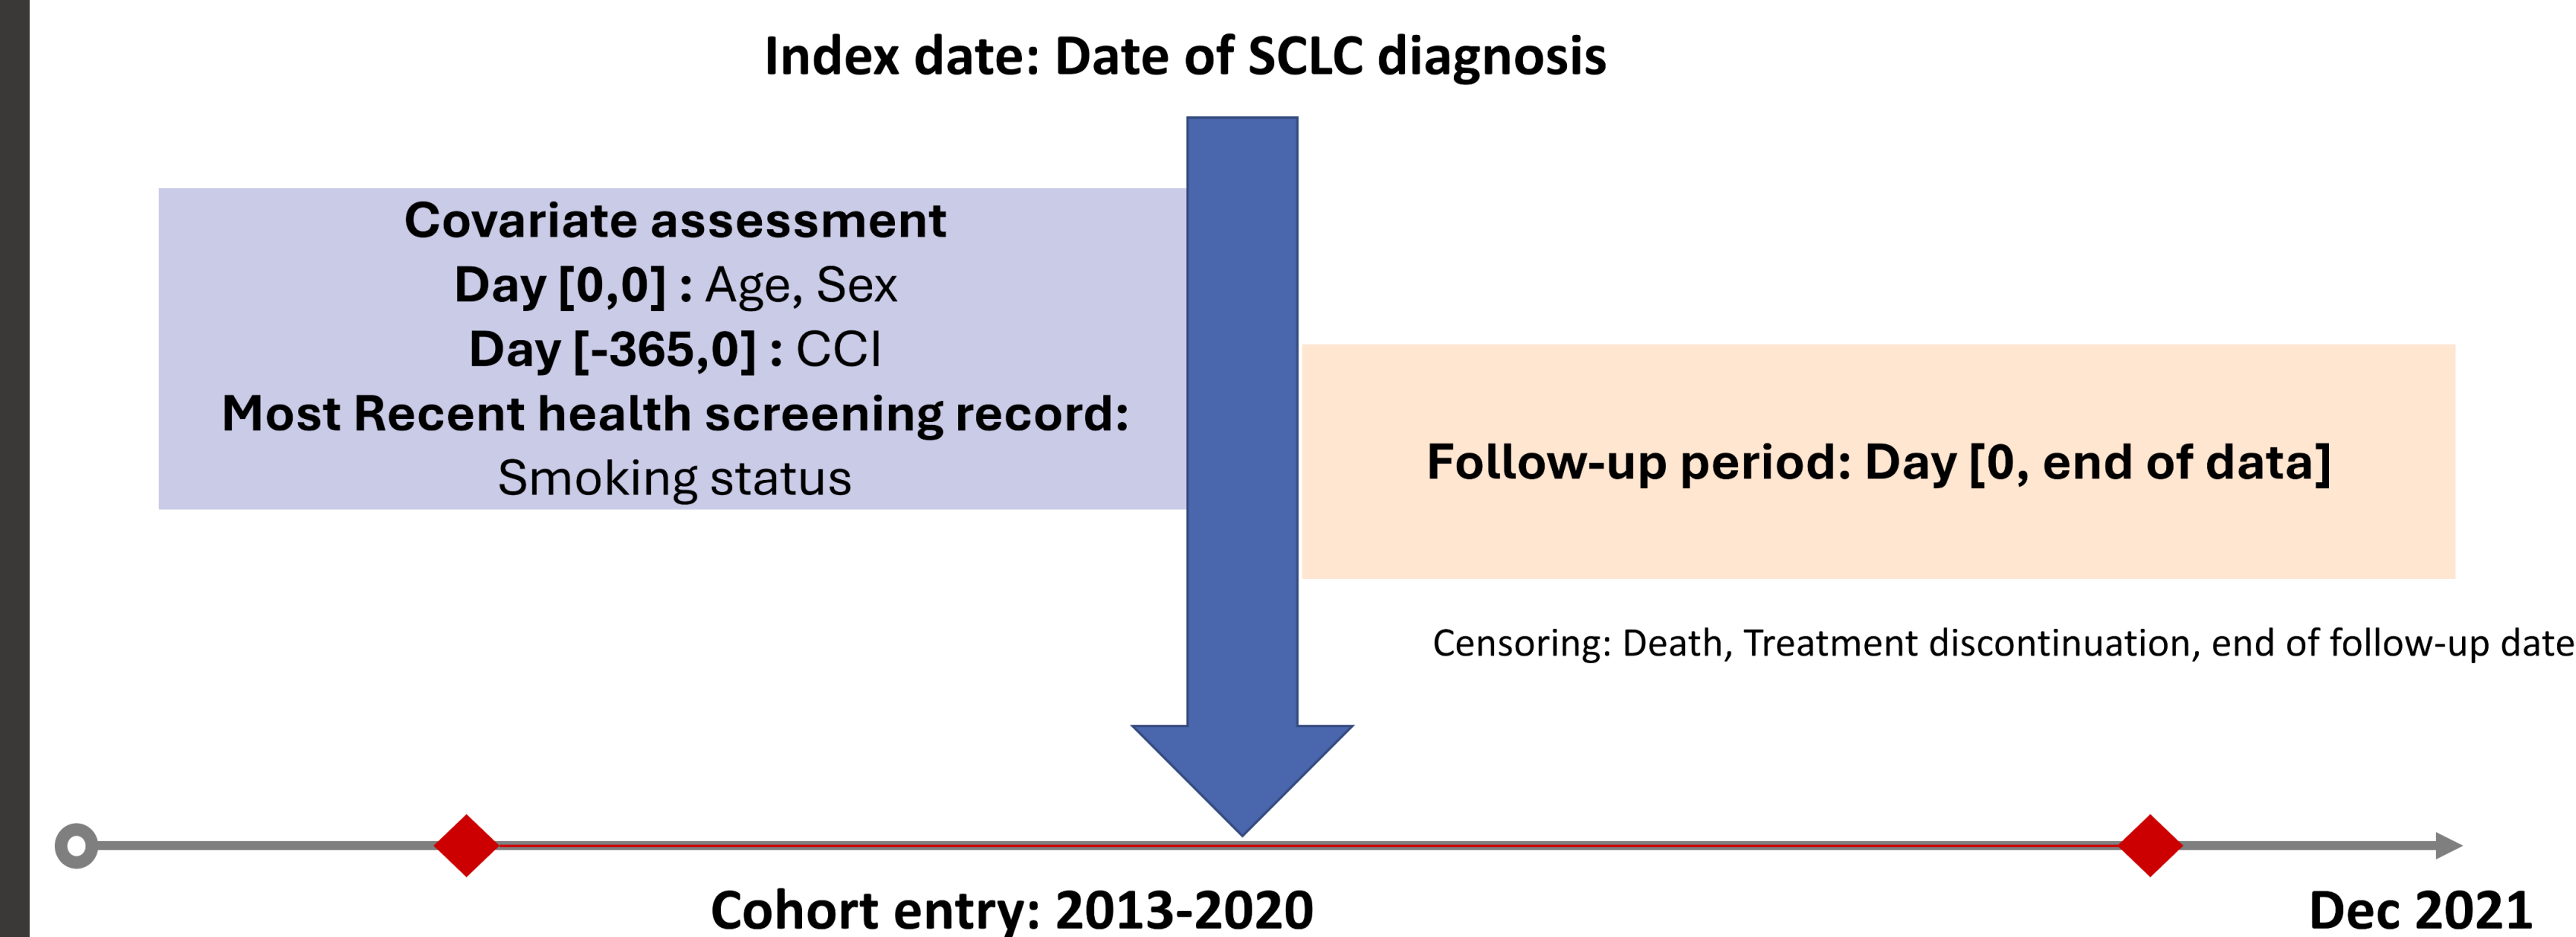 Index date: Date of SCLC diagnosis
Covariate assessment
Day [0,0] : Age, Sex
Day [-365,0] : CCI
Most Recent health screening record:
Smoking status
Follow-up period: Day [0, end of data]
Censoring: Death, Treatment discontinuation, end of follow-up date
Cohort entry: 2013-2020
Dec 2021